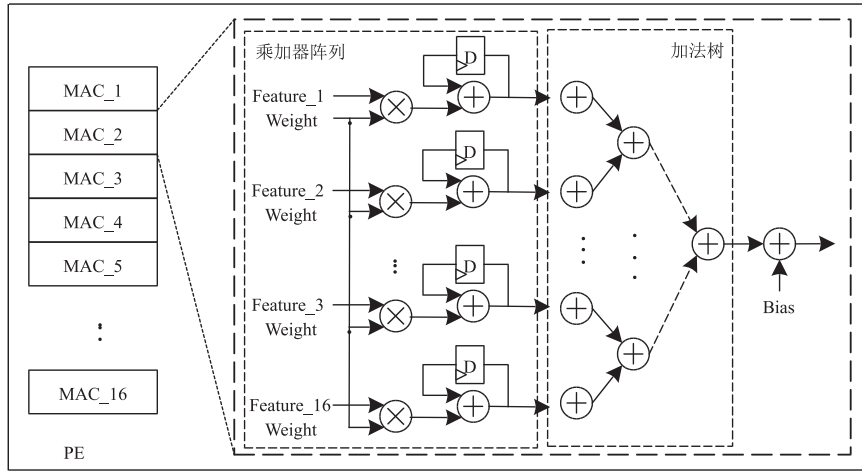 MAC_1
MAC_2
MAC_3
MAC_4
MAC_5
MAC_16
PE
乘加器阵列
加法树
Feature_1
Weight
D
Feature_2
Weight
D
Feature_3
Weight
D
Feature_16
Weight
D
Bias